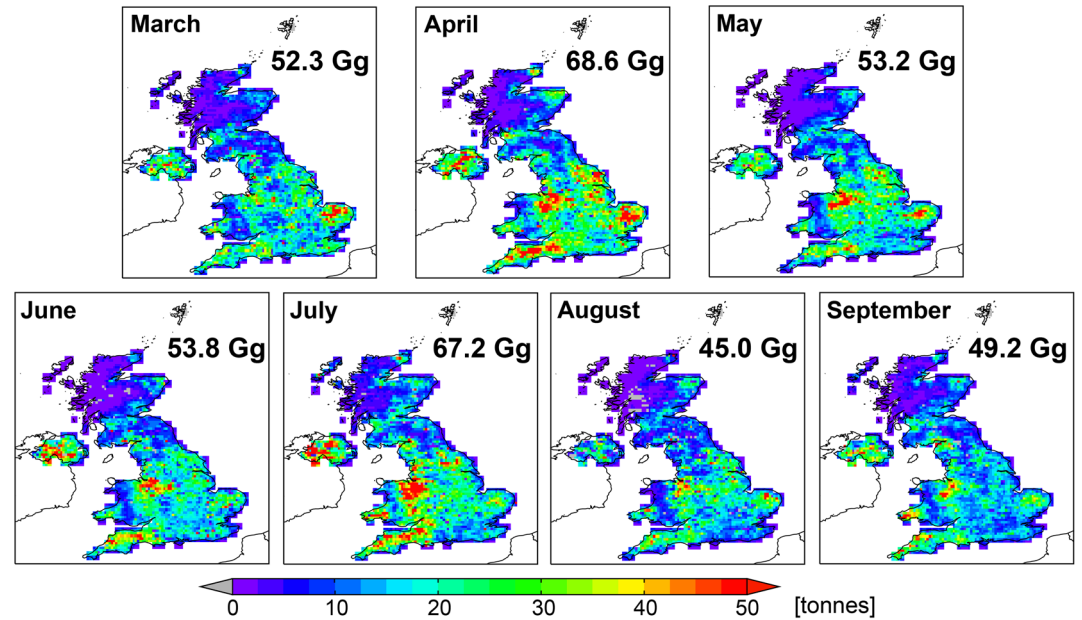 March
52.3 Gg
April
68.6 Gg
May
53.2 Gg
June
53.8 Gg
July
67.2 Gg
August
45.0 Gg
September
49.2 Gg
0 10 20 30 40 50 [tonnes]